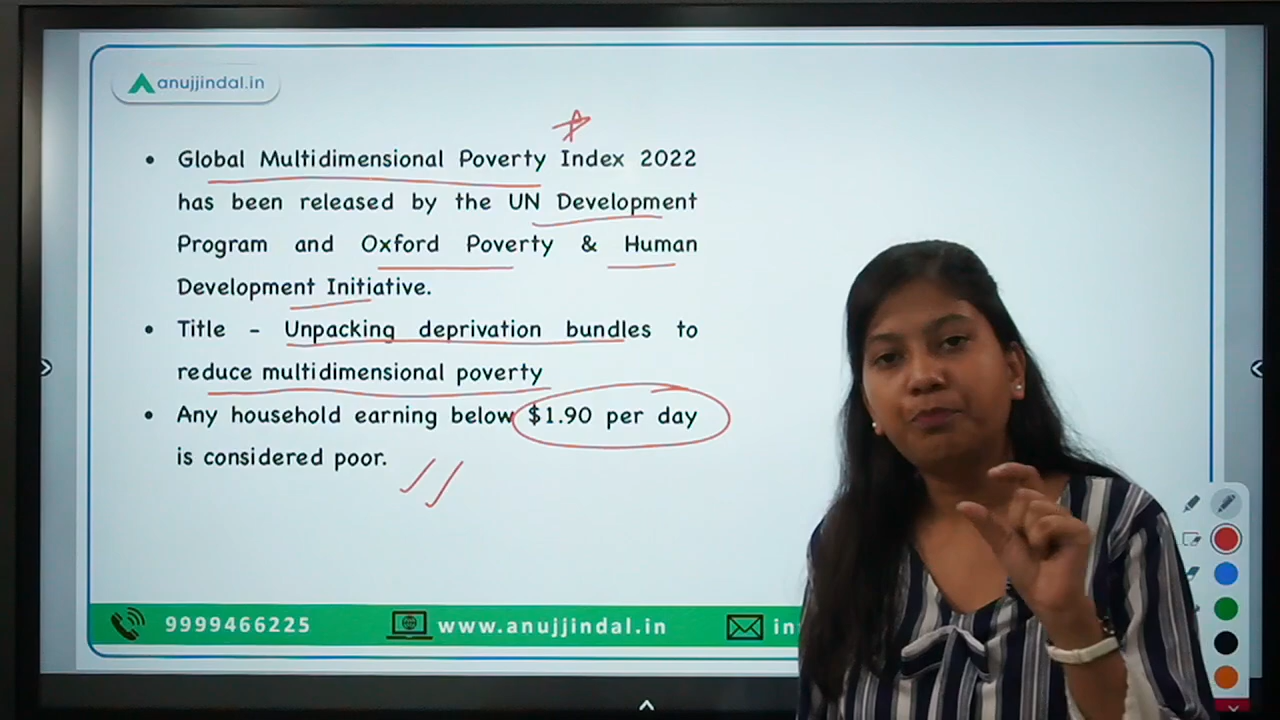 anujjindal.in
• Global Multidimensional Poverty Index 2022
has been released by the UN Development
Program and Oxford Poverty & Human
Development Initiative.
• Title - Unpacking deprivation bundles to
reduce multidimensional poverty
• Any household earning below $1.90 per day
is considered poor.
9999466225
www.anujjindal.in